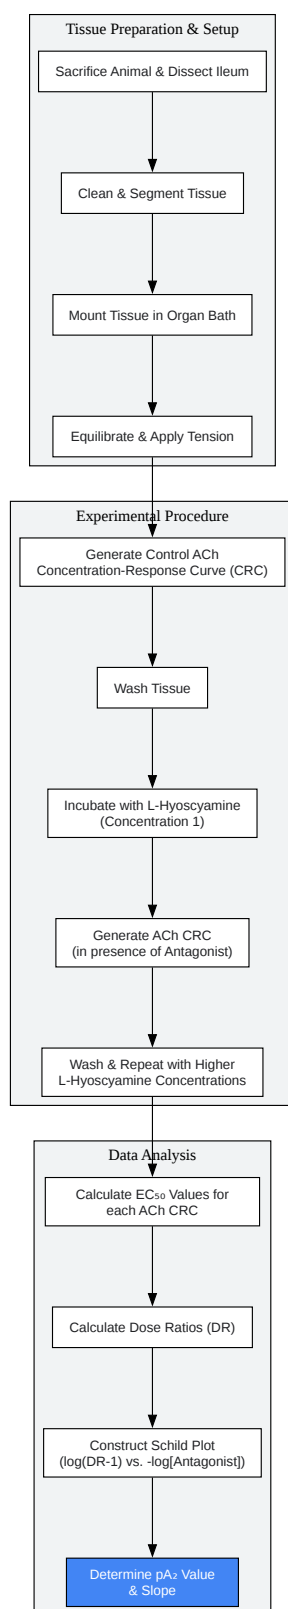 Tissue Preparation & Setup
Sacrifice Animal & Dissect Ileum
Clean & Segment Tissue
Mount Tissue in Organ Bath
Equilibrate & Apply Tension
Experimental Procedure
Generate Control ACh
Concentration-Response Curve (CRC)
Wash Tissue
Incubate with L-Hyoscyamine
(Concentration 1)
Generate ACh CRC
(in presence of Antagonist)
Wash & Repeat with Higher
L-Hyoscyamine Concentrations
Data Analysis
Calculate EC₅₀ Values for
each ACh CRC
Calculate Dose Ratios (DR)
Construct Schild Plot
(log(DR-1) vs. -log[Antagonist])
Determine pA₂ Value
& Slope